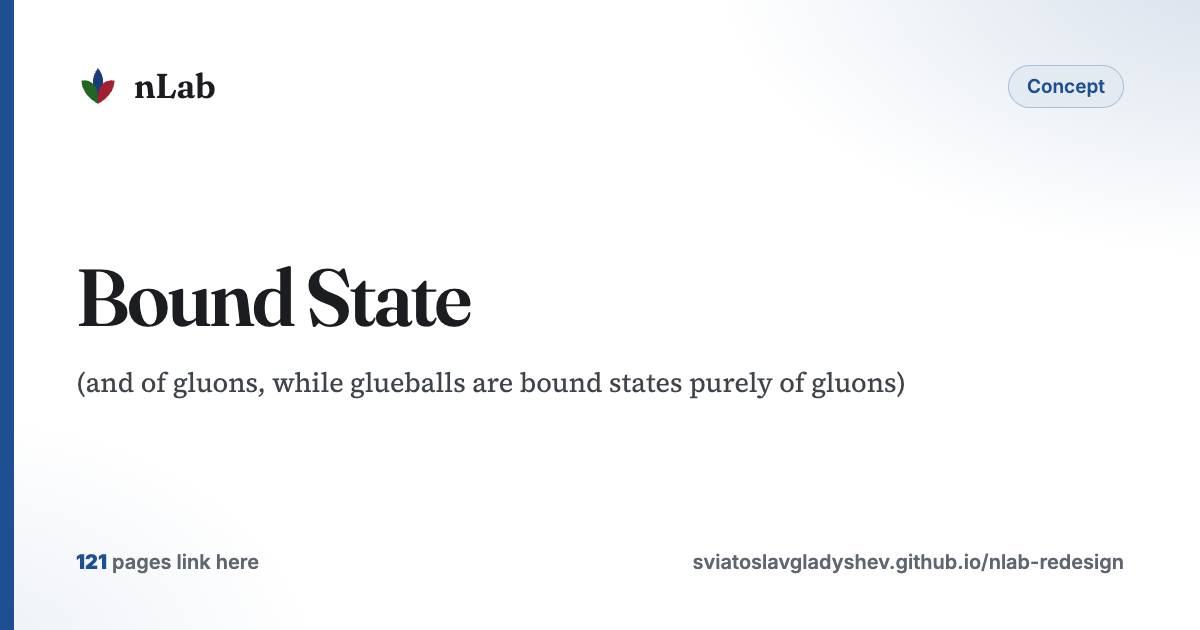 nLab
Concept
Bound State
(and of gluons, while glueballs are bound states purely of gluons)
121 pages link here
sviatoslavgladyshev.github.io/nlab-redesign